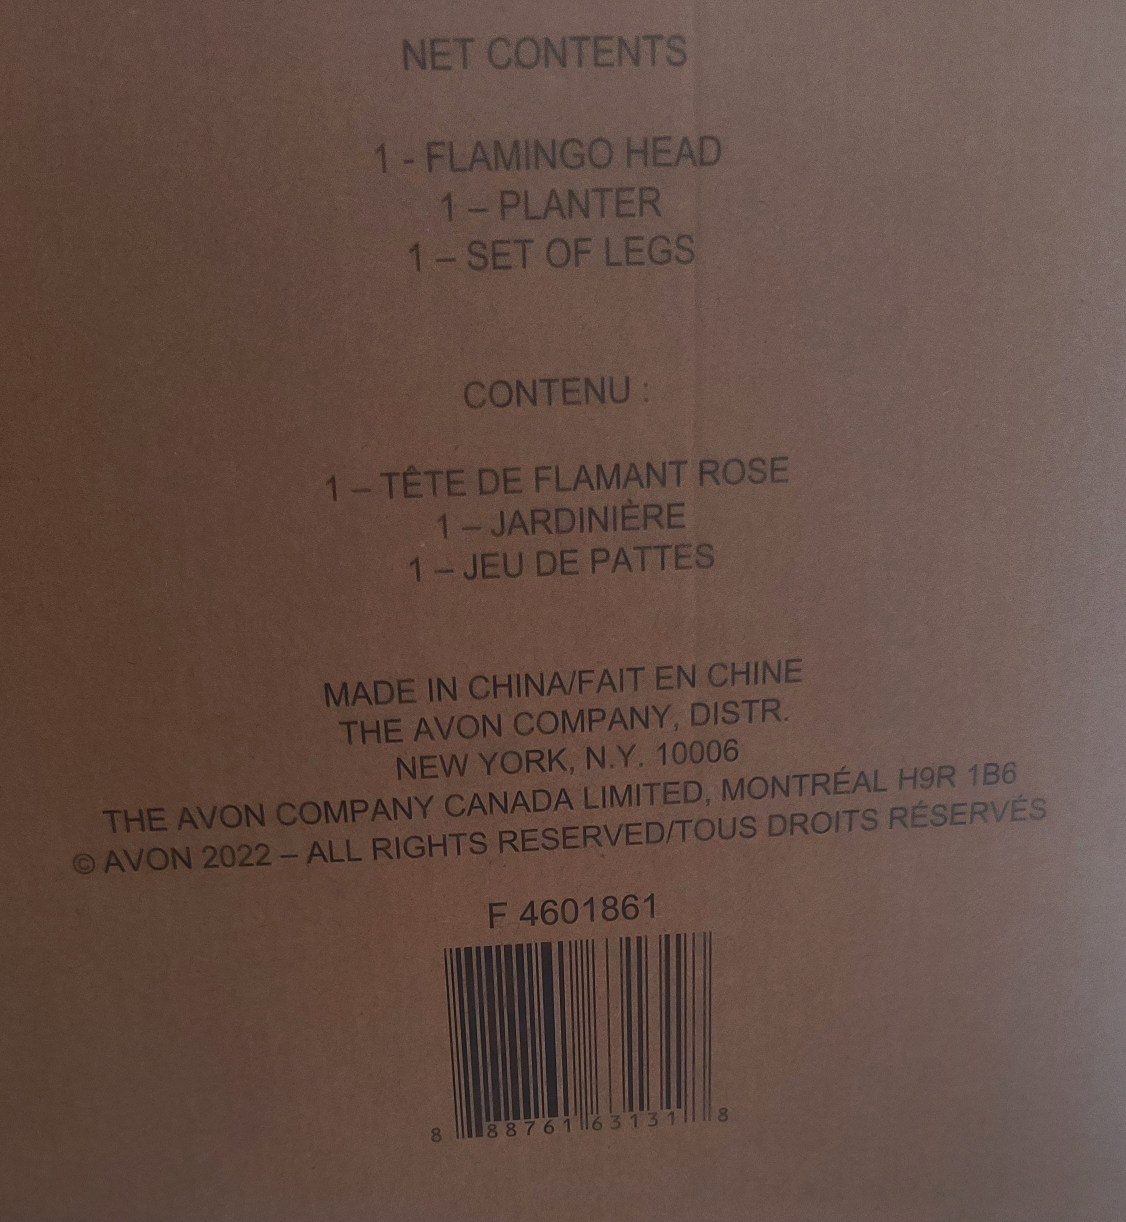 NET CONTENTS
1 - FLAMINGO HEAD
1 – PLANTER
1 – SET OF LEGS
CONTENU :
1 – TÊTE DE FLAMANT ROSE
1 – JARDINIÈRE
1 – JEU DE PATTES
MADE IN CHINA/FAIT EN CHINE
THE AVON COMPANY, DISTR.
NEW YORK, N.Y. 10006
THE AVON COMPANY CANADA LIMITED, MONTRÉAL H9R 1B6
© AVON 2022 – ALL RIGHTS RESERVED/TOUS DROITS RÉSERVÉS
F 4601861
8 88761 63131 8